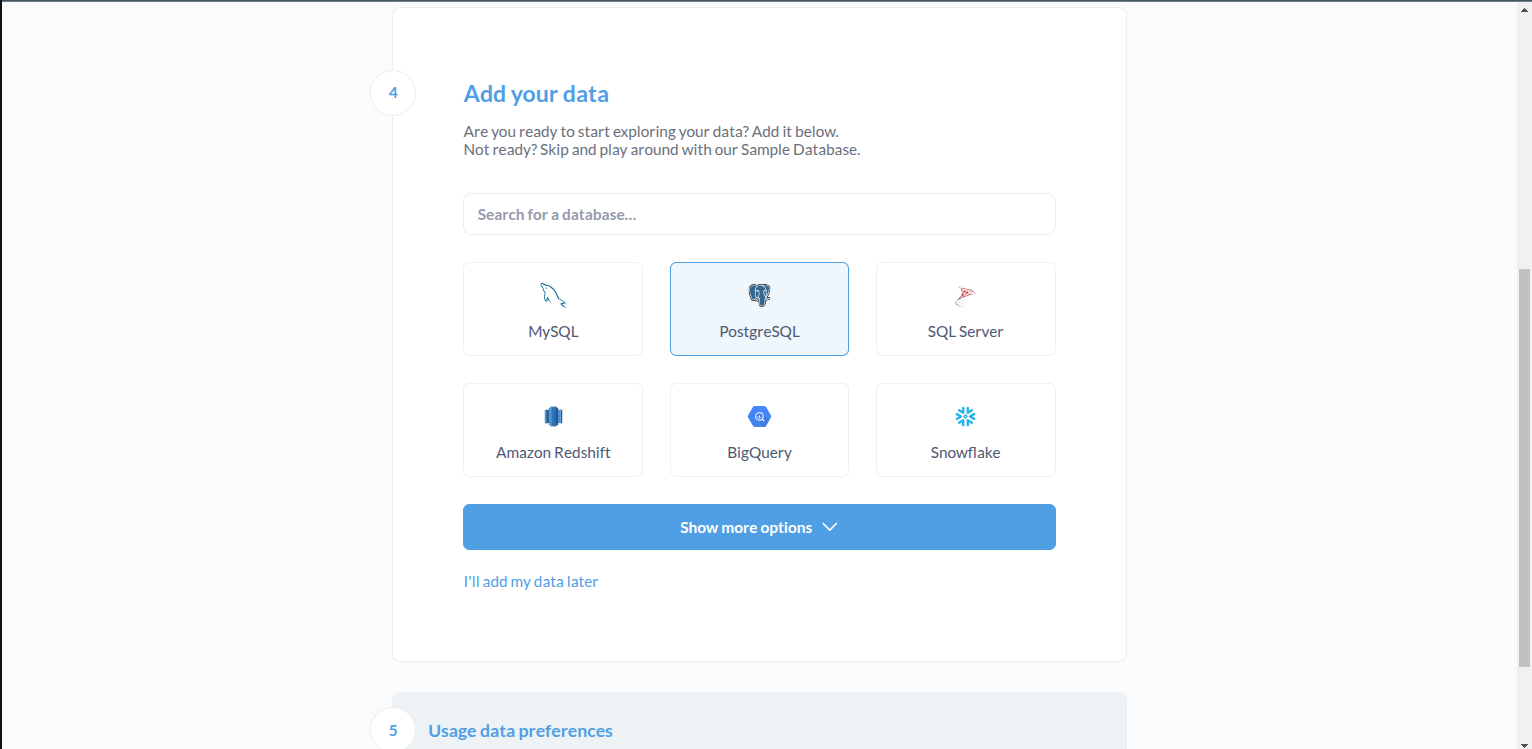 4
Add your data
Are you ready to start exploring your data? Add it below.
Not ready? Skip and play around with our Sample Database.
Search for a database...
MySQL
PostgreSQL
SQL Server
Amazon Redshift
BigQuery
Snowflake
Show more options
I'll add my data later
5
Usage data preferences